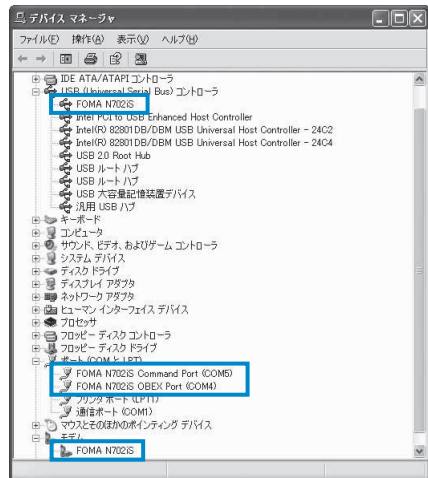 デバイス マネージャ
ファイル(F) 操作(A) 表示(V) ヘルプ(H)
IDE ATA/ATAPI コントローラ
USB (Universal Serial Bus) コントローラ
FOMA N702iS
Intel PCI to USB Enhanced Host Controller
Intel(R) 82801DB/DBM USB Universal Host Controller - 24C2
Intel(R) 82801DB/DBM USB Universal Host Controller - 24C4
USB 2.0 Root Hub
USB ルート ハブ
USB ルート ハブ
USB 大容量記憶装置デバイス
汎用 USB ハブ
キーボード
コンピュータ
サウンド、ビデオ、およびゲーム コントローラ
システム デバイス
ディスク ドライブ
ディスプレイ アダプタ
ネットワーク アダプタ
ヒューマン インターフェイス デバイス
プロセッサ
フロッピー ディスク コントローラ
フロッピー ディスク ドライブ
ポート (COM と LPT)
FOMA N702iS Command Port (COM5)
FOMA N702iS OBEX Port (COM4)
プリンタ ポート (LPT1)
通信ポート (COM1)
マウスとそのほかのポインティング デバイス
モデム
FOMA N702iS